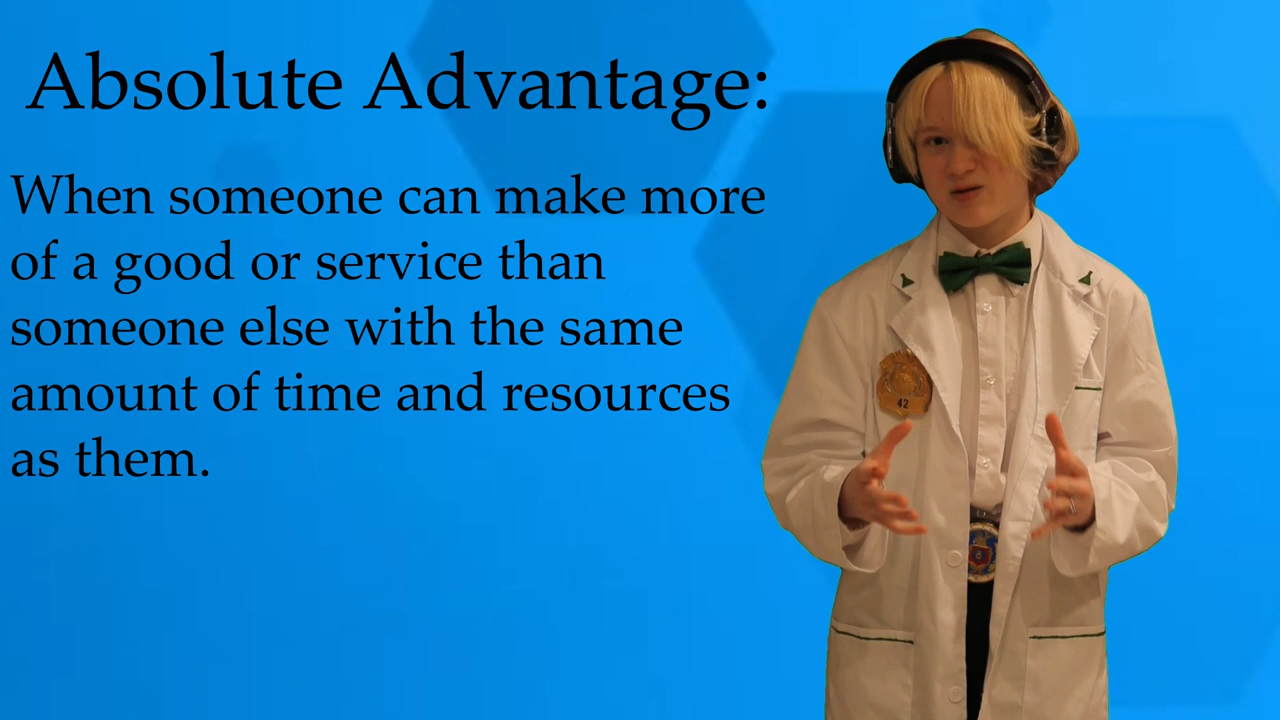 Absolute Advantage:
When someone can make more
of a good or service than
someone else with the same
amount of time and resources
as them.
42